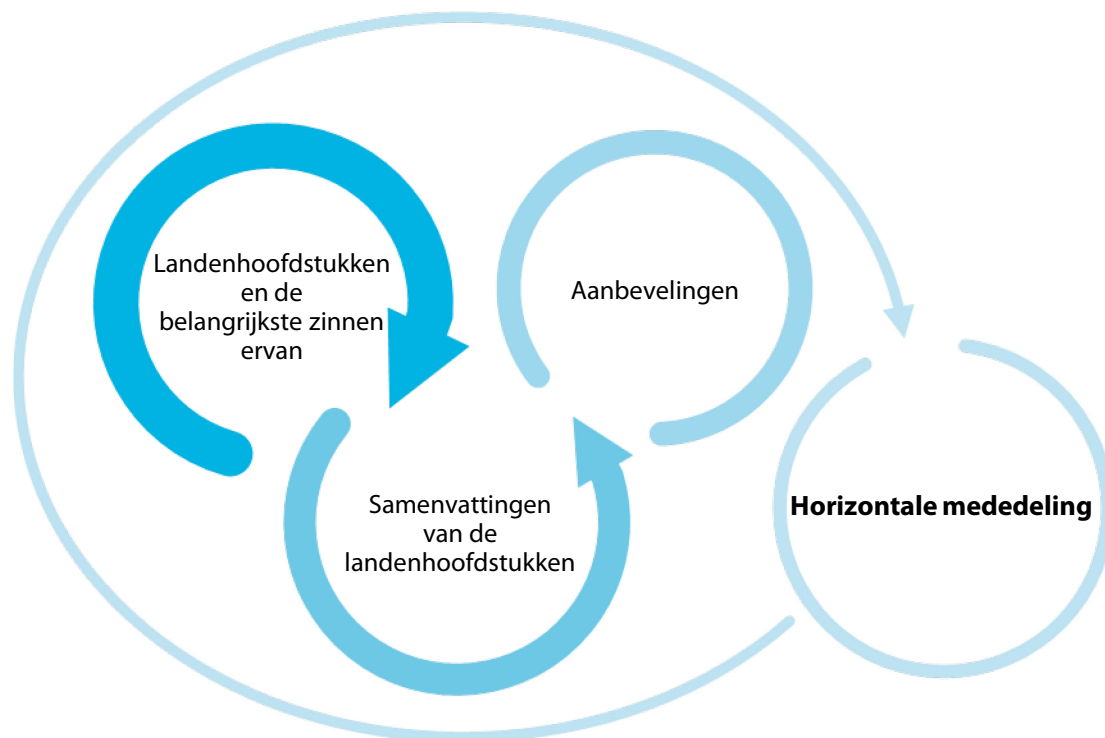 Landenhoofdstukken
en de
belangrijkste zinnen
ervan
Aanbevelingen
Samenvattingen
van de
landenhoofdstukken
Horizontale mededeling